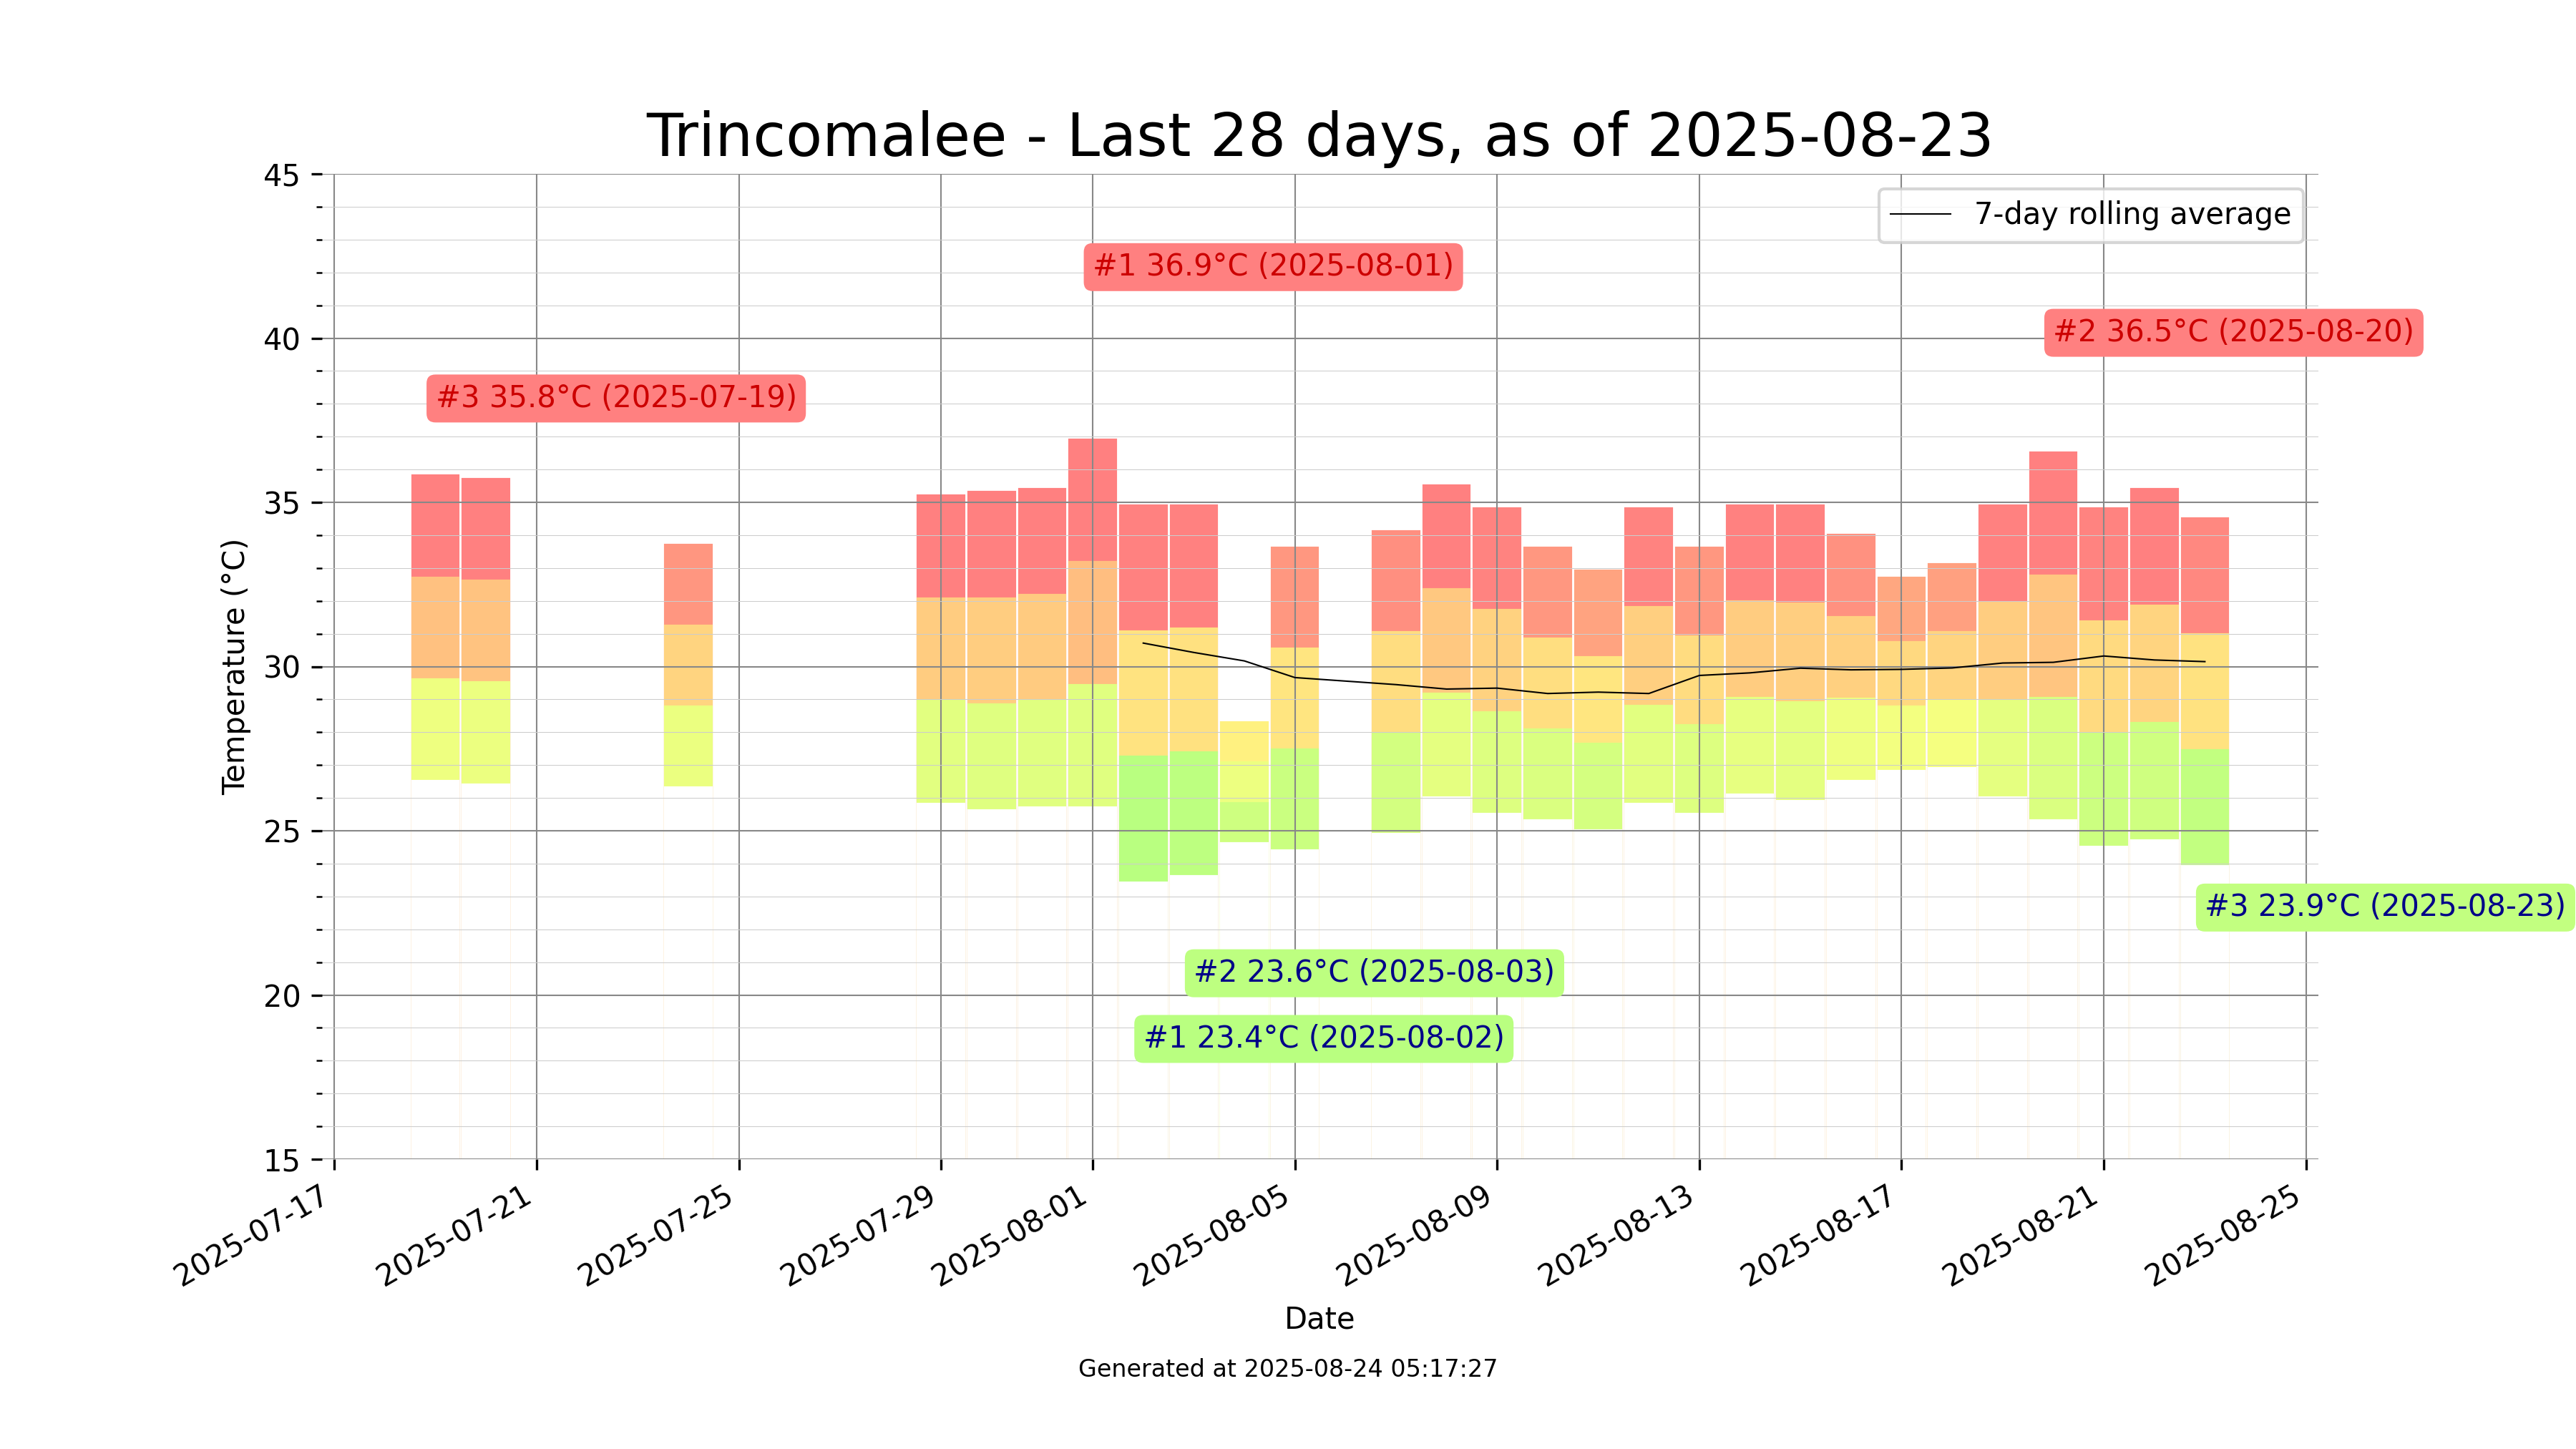 Trincomalee - Last 28 days, as of 2025-08-23
7-day rolling average
#1 36.9°C (2025-08-01)
#2 36.5°C (2025-08-20)
#3 35.8°C (2025-07-19)
#3 23.9°C (2025-08-23)
#2 23.6°C (2025-08-03)
#1 23.4°C (2025-08-02)
Temperature (°C)
45
40
35
30
25
20
15
2025-07-17
2025-07-21
2025-07-25
2025-07-29
2025-08-01
2025-08-05
2025-08-09
2025-08-13
2025-08-17
2025-08-21
2025-08-25
Date
Generated at 2025-08-24 05:17:27